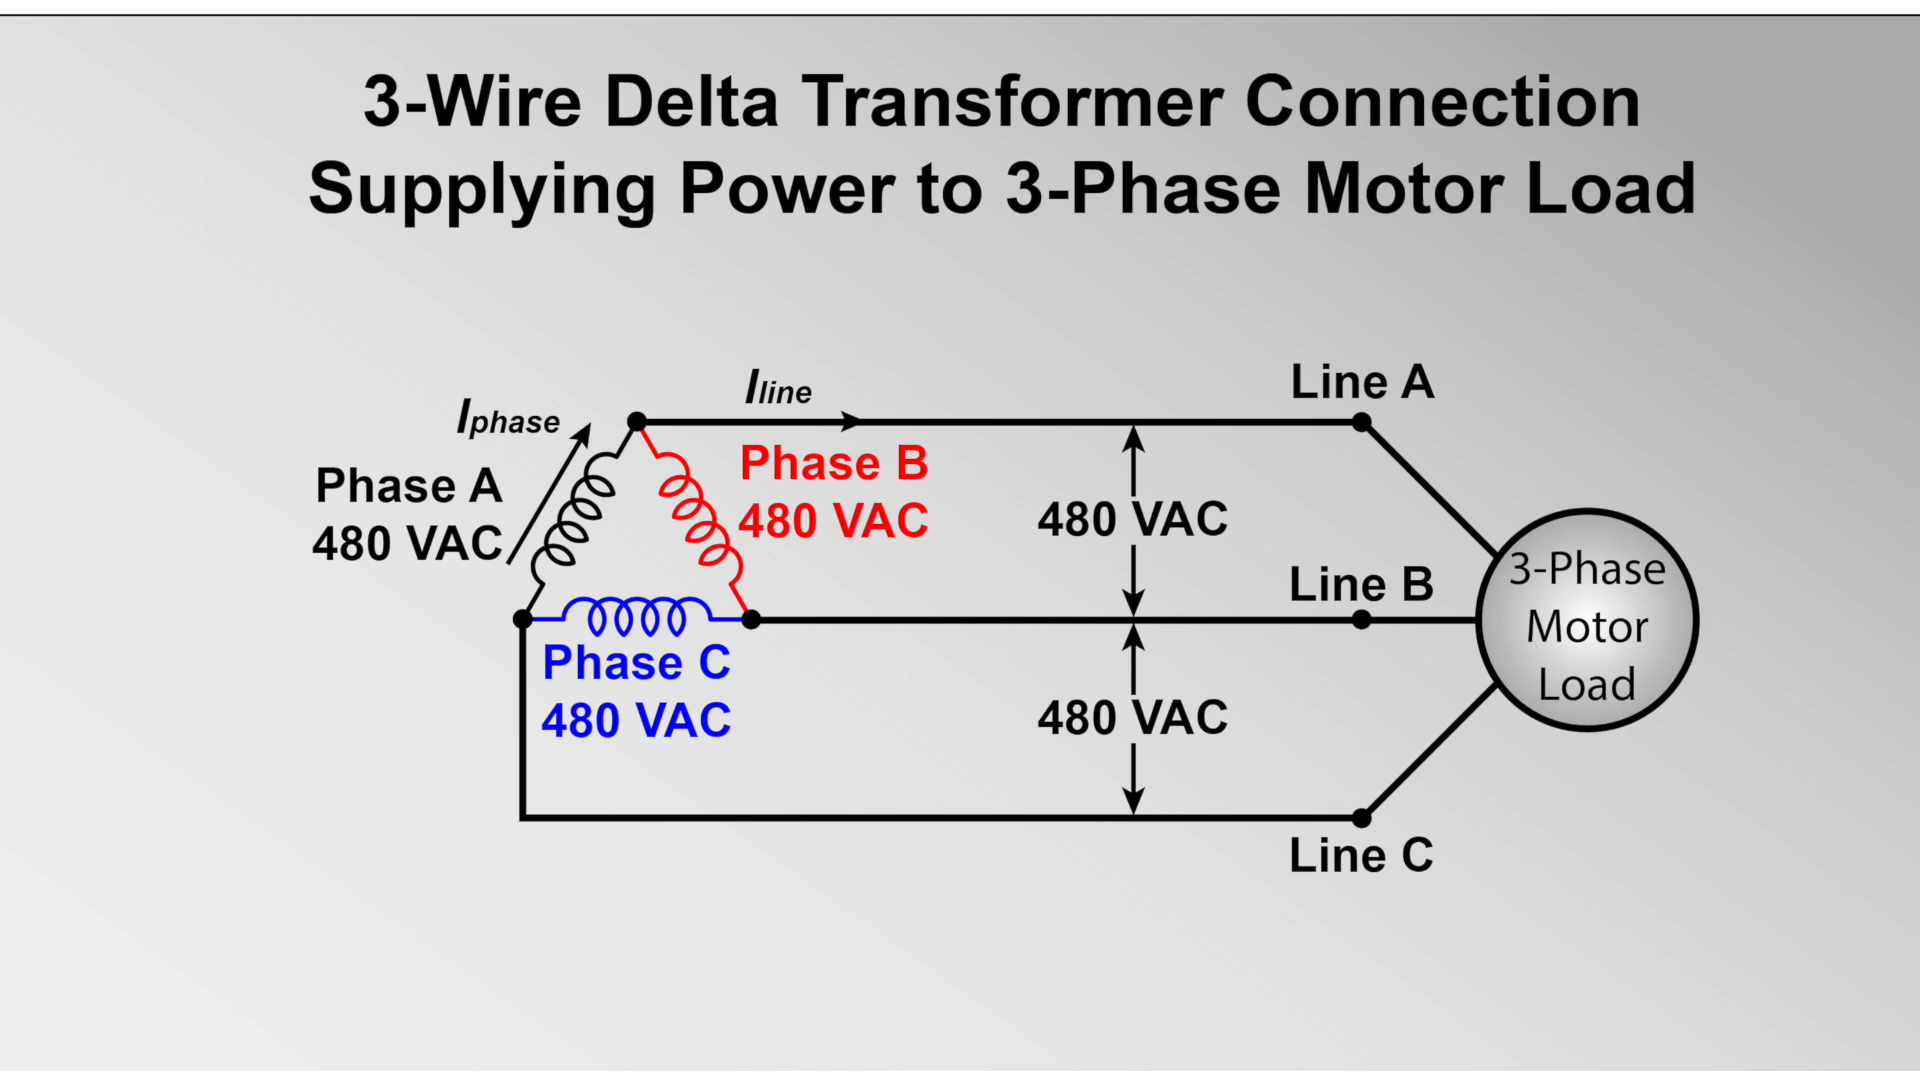 3-Wire Delta Transformer Connection
Supplying Power to 3-Phase Motor Load
Iphase
Iline
Line A
Phase A
480 VAC
Phase B
480 VAC
480 VAC
Line B
3-Phase
Motor
Load
Phase C
480 VAC
480 VAC
Line C